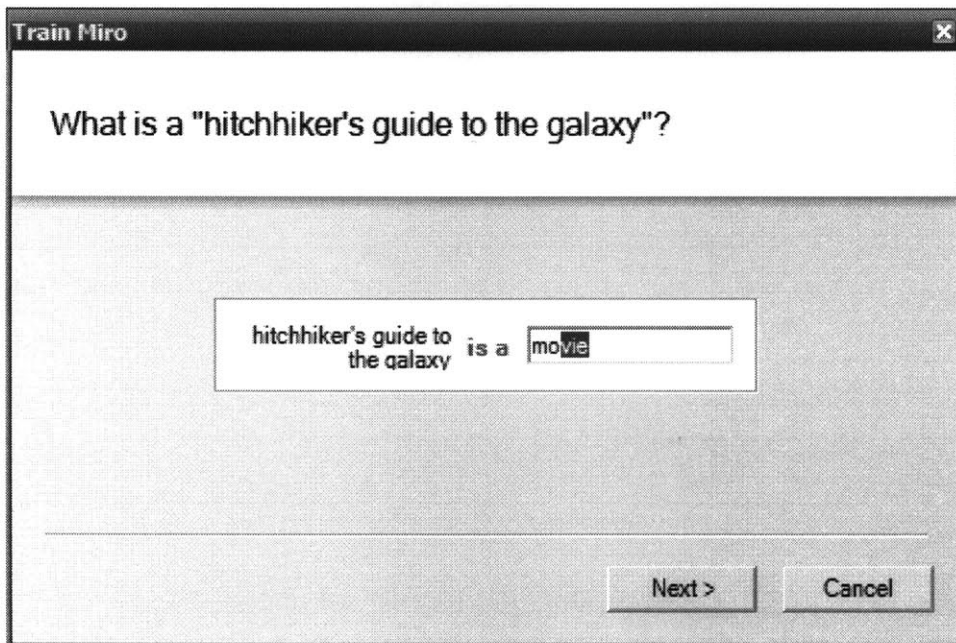 Train Miro
What is a "hitchhiker's guide to the galaxy"?
hitchhiker's guide to
the galaxy
is a
movie
Next >
Cancel